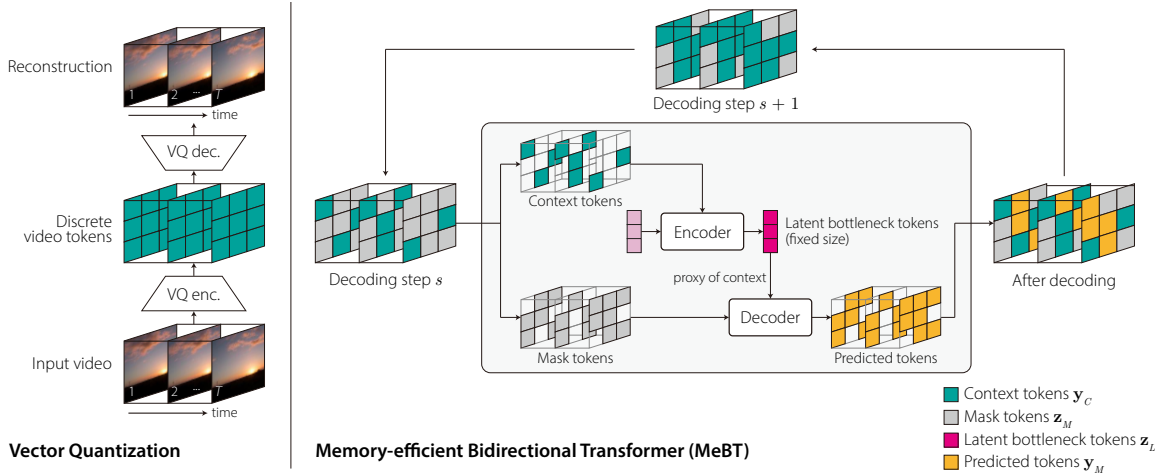 Reconstruction
1 2 ... T
time
VQ dec.
Discrete
video tokens
VQ enc.
Input video
1 2 ... T
time
Vector Quantization
Decoding step s + 1
Context tokens
Decoding step s
Encoder
Latent bottleneck tokens
(fixed size)
proxy of context
Decoder
Mask tokens
Predicted tokens
After decoding
Context tokens y_C
Mask tokens z_M
Latent bottleneck tokens z_L
Predicted tokens y_M
Memory-efficient Bidirectional Transformer (MeBT)